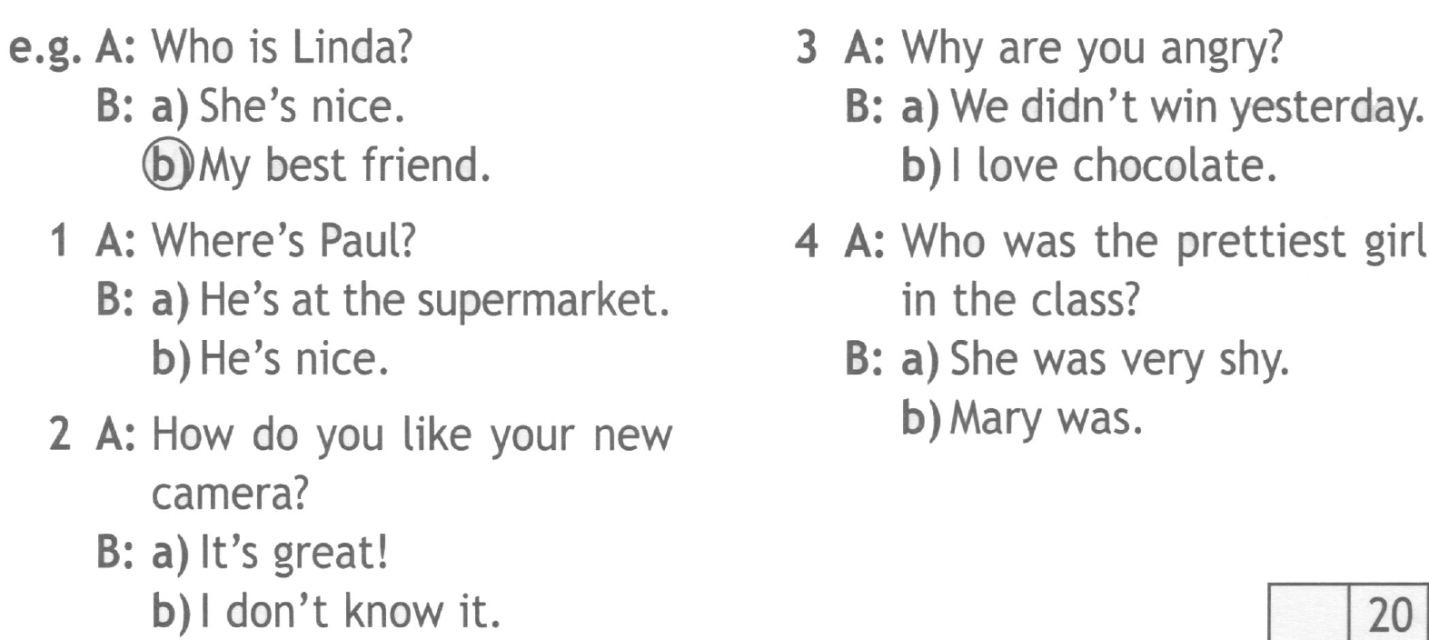 e.g. A: Who is Linda?
B: a) She's nice.
b) My best friend.
1 A: Where's Paul?
B: a) He's at the supermarket.
b) He's nice.
2 A: How do you like your new
camera?
B: a) It's great!
b) I don't know it.
3 A: Why are you angry?
B: a) We didn't win yesterday.
b) I love chocolate.
4 A: Who was the prettiest girl
in the class?
B: a) She was very shy.
b) Mary was.
20